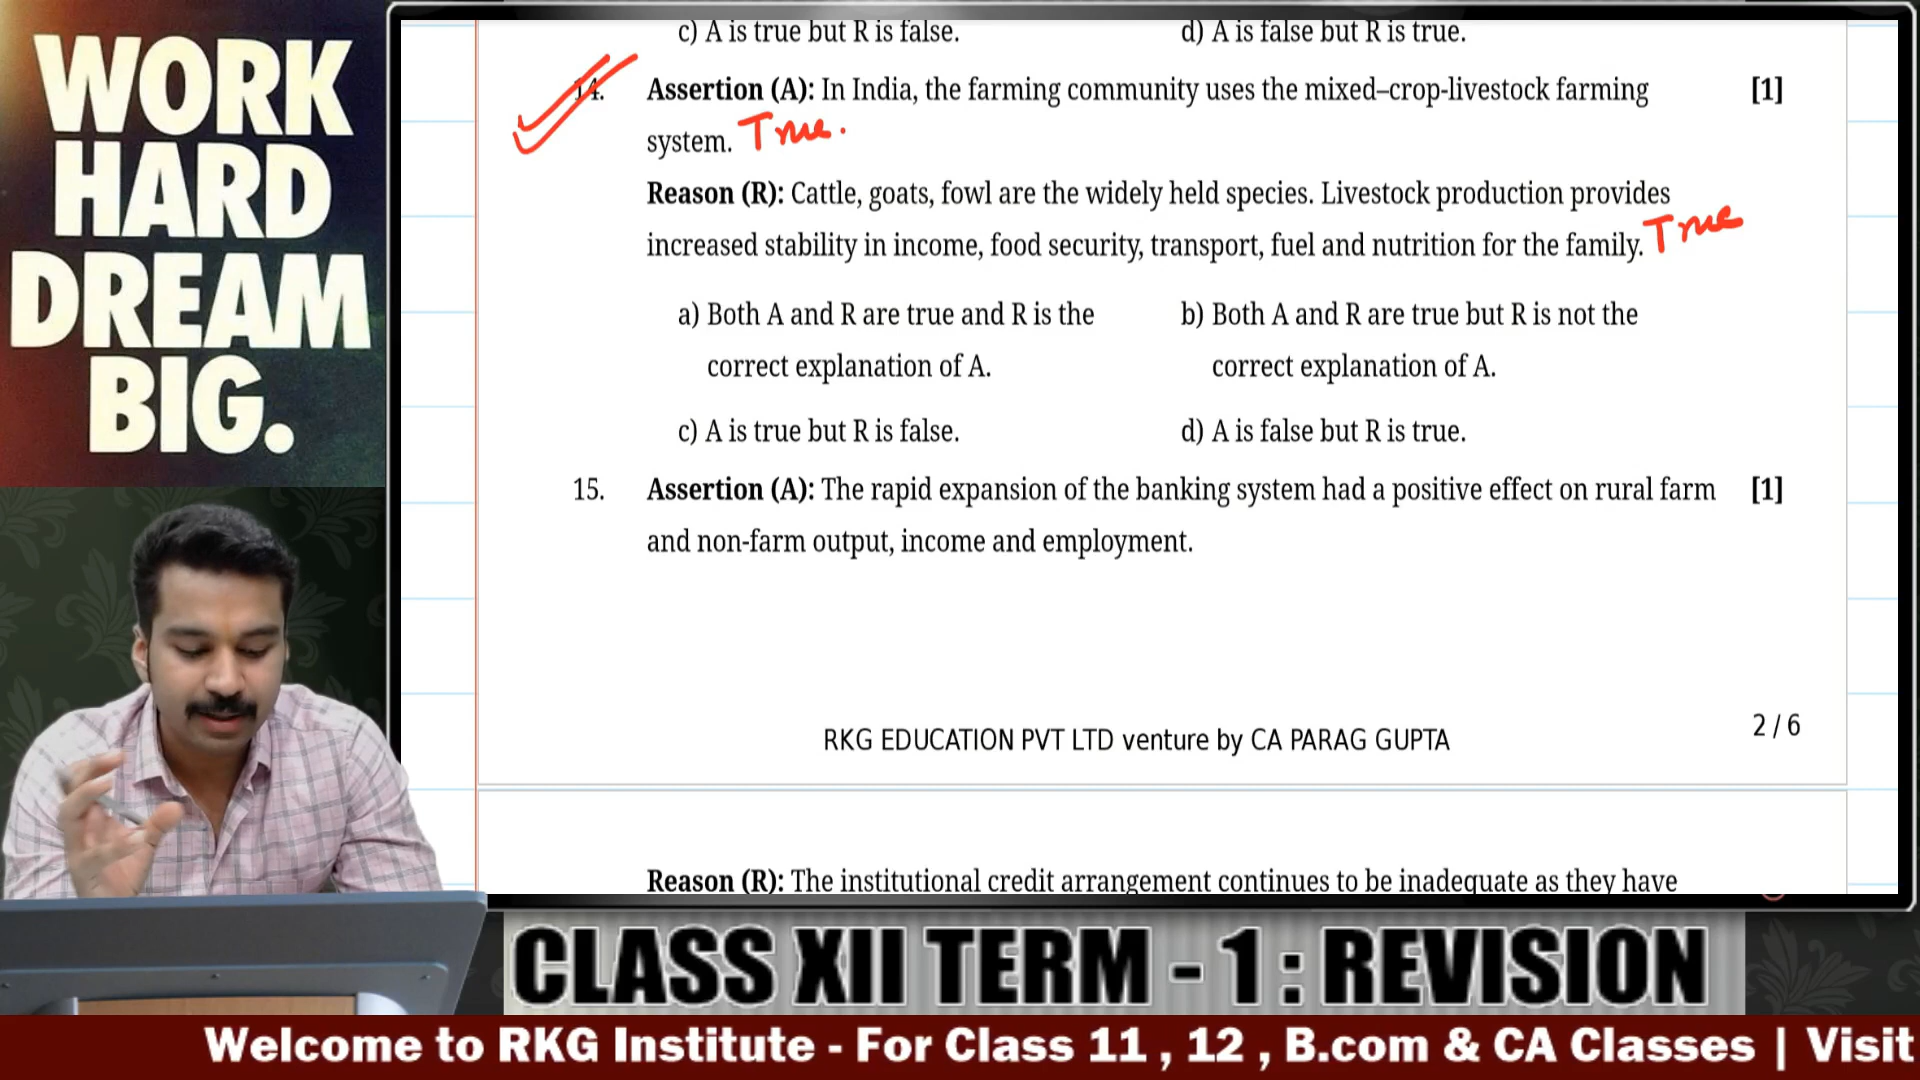 WORK
HARD
DREAM
BIG.
c) A is true but R is false.
d) A is false but R is true.
14. Assertion (A): In India, the farming community uses the mixed–crop-livestock farming [1]
system. True.
Reason (R): Cattle, goats, fowl are the widely held species. Livestock production provides
increased stability in income, food security, transport, fuel and nutrition for the family. True
a) Both A and R are true and R is the
correct explanation of A.
b) Both A and R are true but R is not the
correct explanation of A.
c) A is true but R is false.
d) A is false but R is true.
15. Assertion (A): The rapid expansion of the banking system had a positive effect on rural farm [1]
and non-farm output, income and employment.
RKG EDUCATION PVT LTD venture by CA PARAG GUPTA
2 / 6
Reason (R): The institutional credit arrangement continues to be inadequate as they have
CLASS XII TERM - 1 : REVISION
Welcome to RKG Institute - For Class 11 , 12 , B.com & CA Classes | Visit